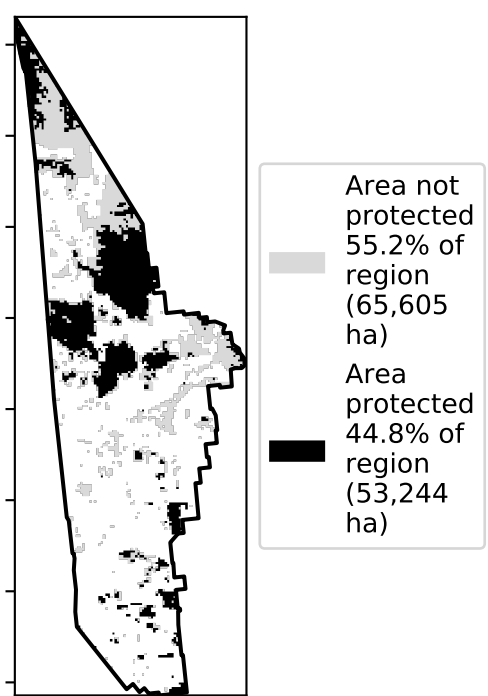 Area not
protected
55.2% of
region
(65,605
ha)
Area
protected
44.8% of
region
(53,244
ha)